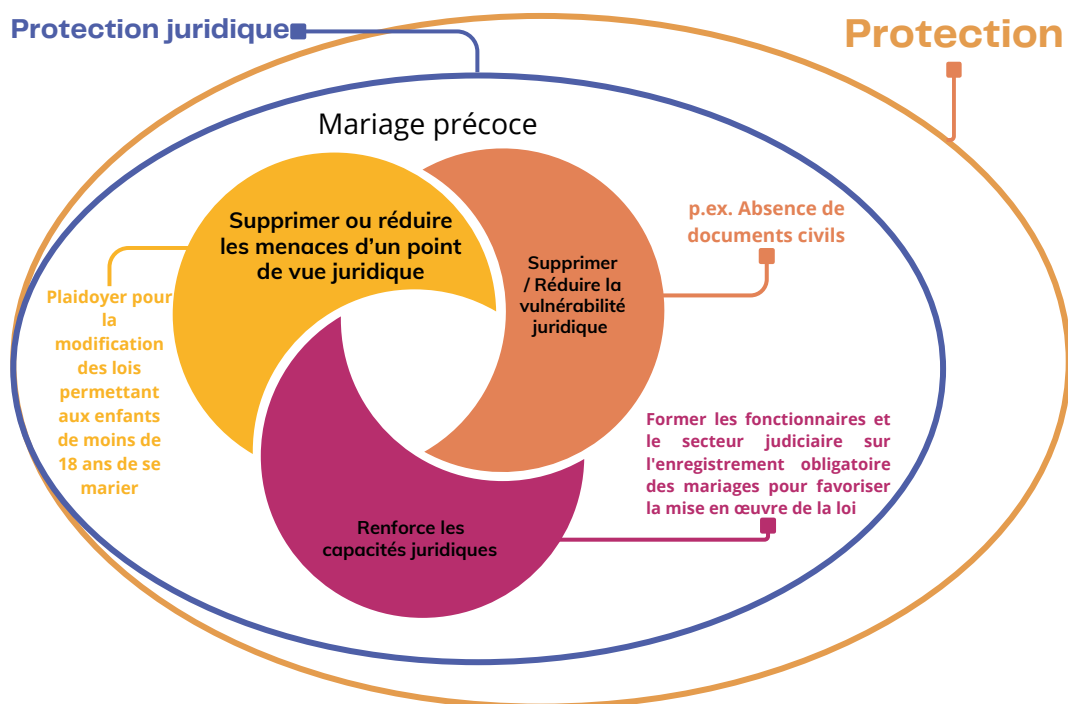 Protection juridique
Protection
Mariage précoce
Supprimer ou réduire
les menaces d'un point
de vue juridique
Supprimer
/ Réduire la
vulnérabilité
juridique
p.ex. Absence de
documents civils
Plaidoyer pour
la
modification
des lois
permettant
aux enfants
de moins de
18 ans de se
marier
Former les fonctionnaires et
le secteur judiciaire sur
l'enregistrement obligatoire
des mariages pour favoriser
la mise en œuvre de la loi
Renforce les
capacités juridiques